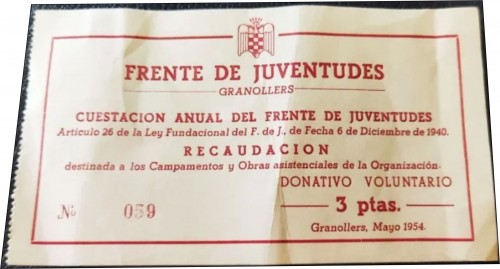 FRENTE DE JUVENTUDES
GRANOLLERS
CUESTACION ANUAL DEL FRENTE DE JUVENTUDES
Artículo 26 de la Ley Fundacional del F. de J., de Fecha 6 de Diciembre de 1940.
RECAUDACION
destinada a los Campamentos y Obras asistenciales de la Organización
DONATIVO VOLUNTARIO
Nº 059
3 ptas.
Granollers, Mayo 1954.